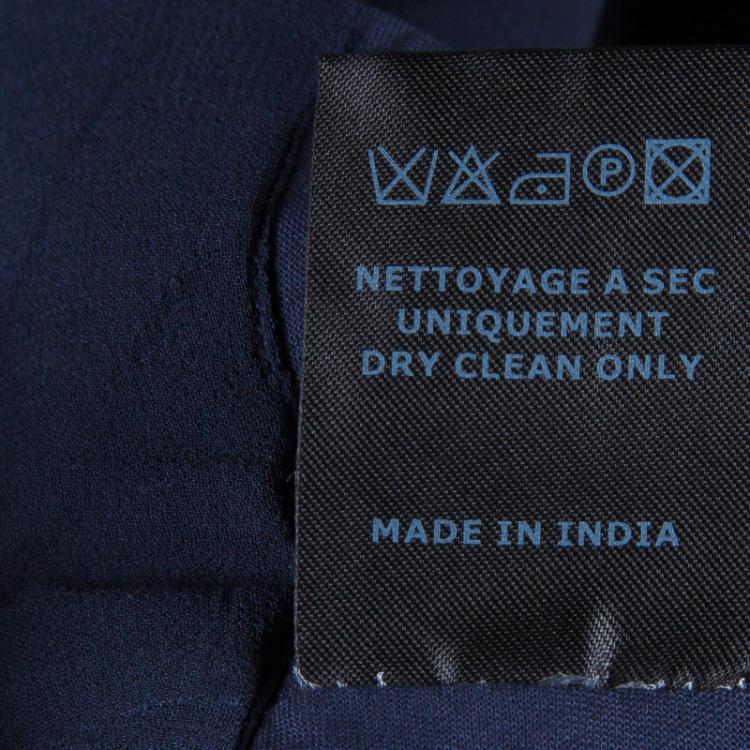 P
NETTOYAGE A SEC
UNIQUEMENT
DRY CLEAN ONLY
MADE IN INDIA